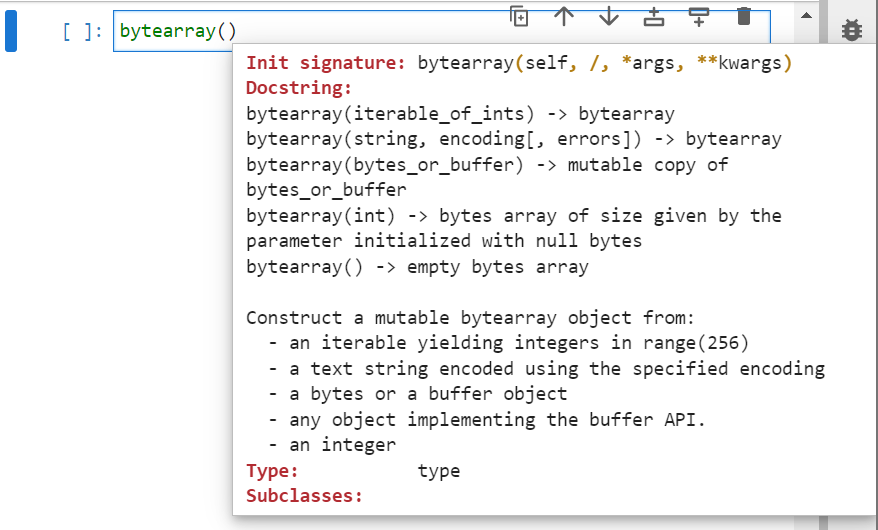 [ ]: bytearray()
Init signature: bytearray(self, /, *args, **kwargs)
Docstring:
bytearray(iterable_of_ints) -> bytearray
bytearray(string, encoding[, errors]) -> bytearray
bytearray(bytes_or_buffer) -> mutable copy of
bytes_or_buffer
bytearray(int) -> bytes array of size given by the
parameter initialized with null bytes
bytearray() -> empty bytes array
Construct a mutable bytearray object from:
- an iterable yielding integers in range(256)
- a text string encoded using the specified encoding
- a bytes or a buffer object
- any object implementing the buffer API.
- an integer
Type: type
Subclasses: